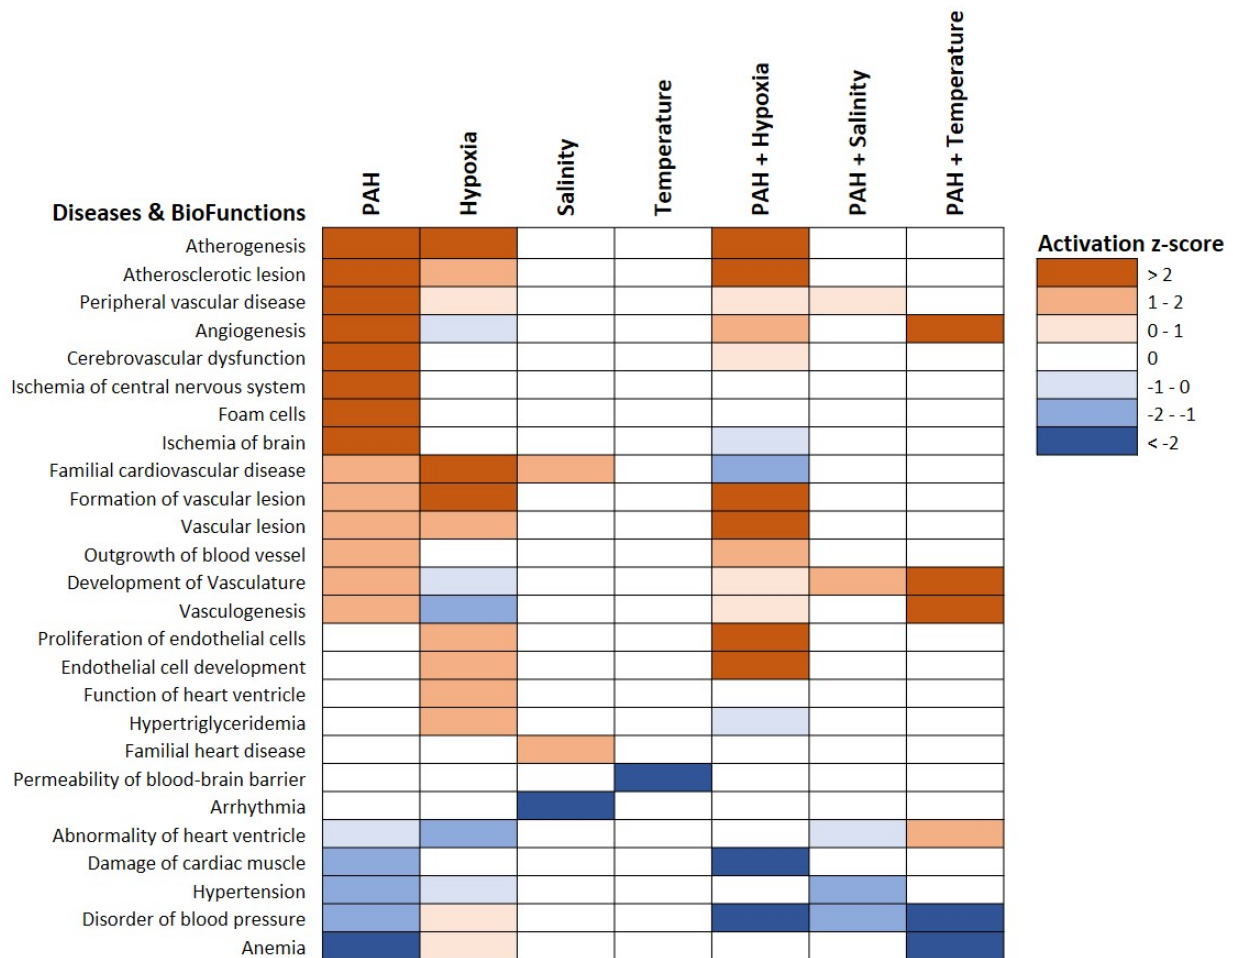 PAH
Hypoxia
Salinity
Temperature
PAH + Hypoxia
PAH + Salinity
PAH + Temperature
Diseases & BioFunctions
Atherogenesis
Atherosclerotic lesion
Peripheral vascular disease
Angiogenesis
Cerebrovascular dysfunction
Ischemia of central nervous system
Foam cells
Ischemia of brain
Familial cardiovascular disease
Formation of vascular lesion
Vascular lesion
Outgrowth of blood vessel
Development of Vasculature
Vasculogenesis
Proliferation of endothelial cells
Endothelial cell development
Function of heart ventricle
Hypertriglyceridemia
Familial heart disease
Permeability of blood-brain barrier
Arrhythmia
Abnormality of heart ventricle
Damage of cardiac muscle
Hypertension
Disorder of blood pressure
Anemia
Activation z-score
> 2
1 - 2
0 - 1
0
-1 - 0
-2 - -1
< -2